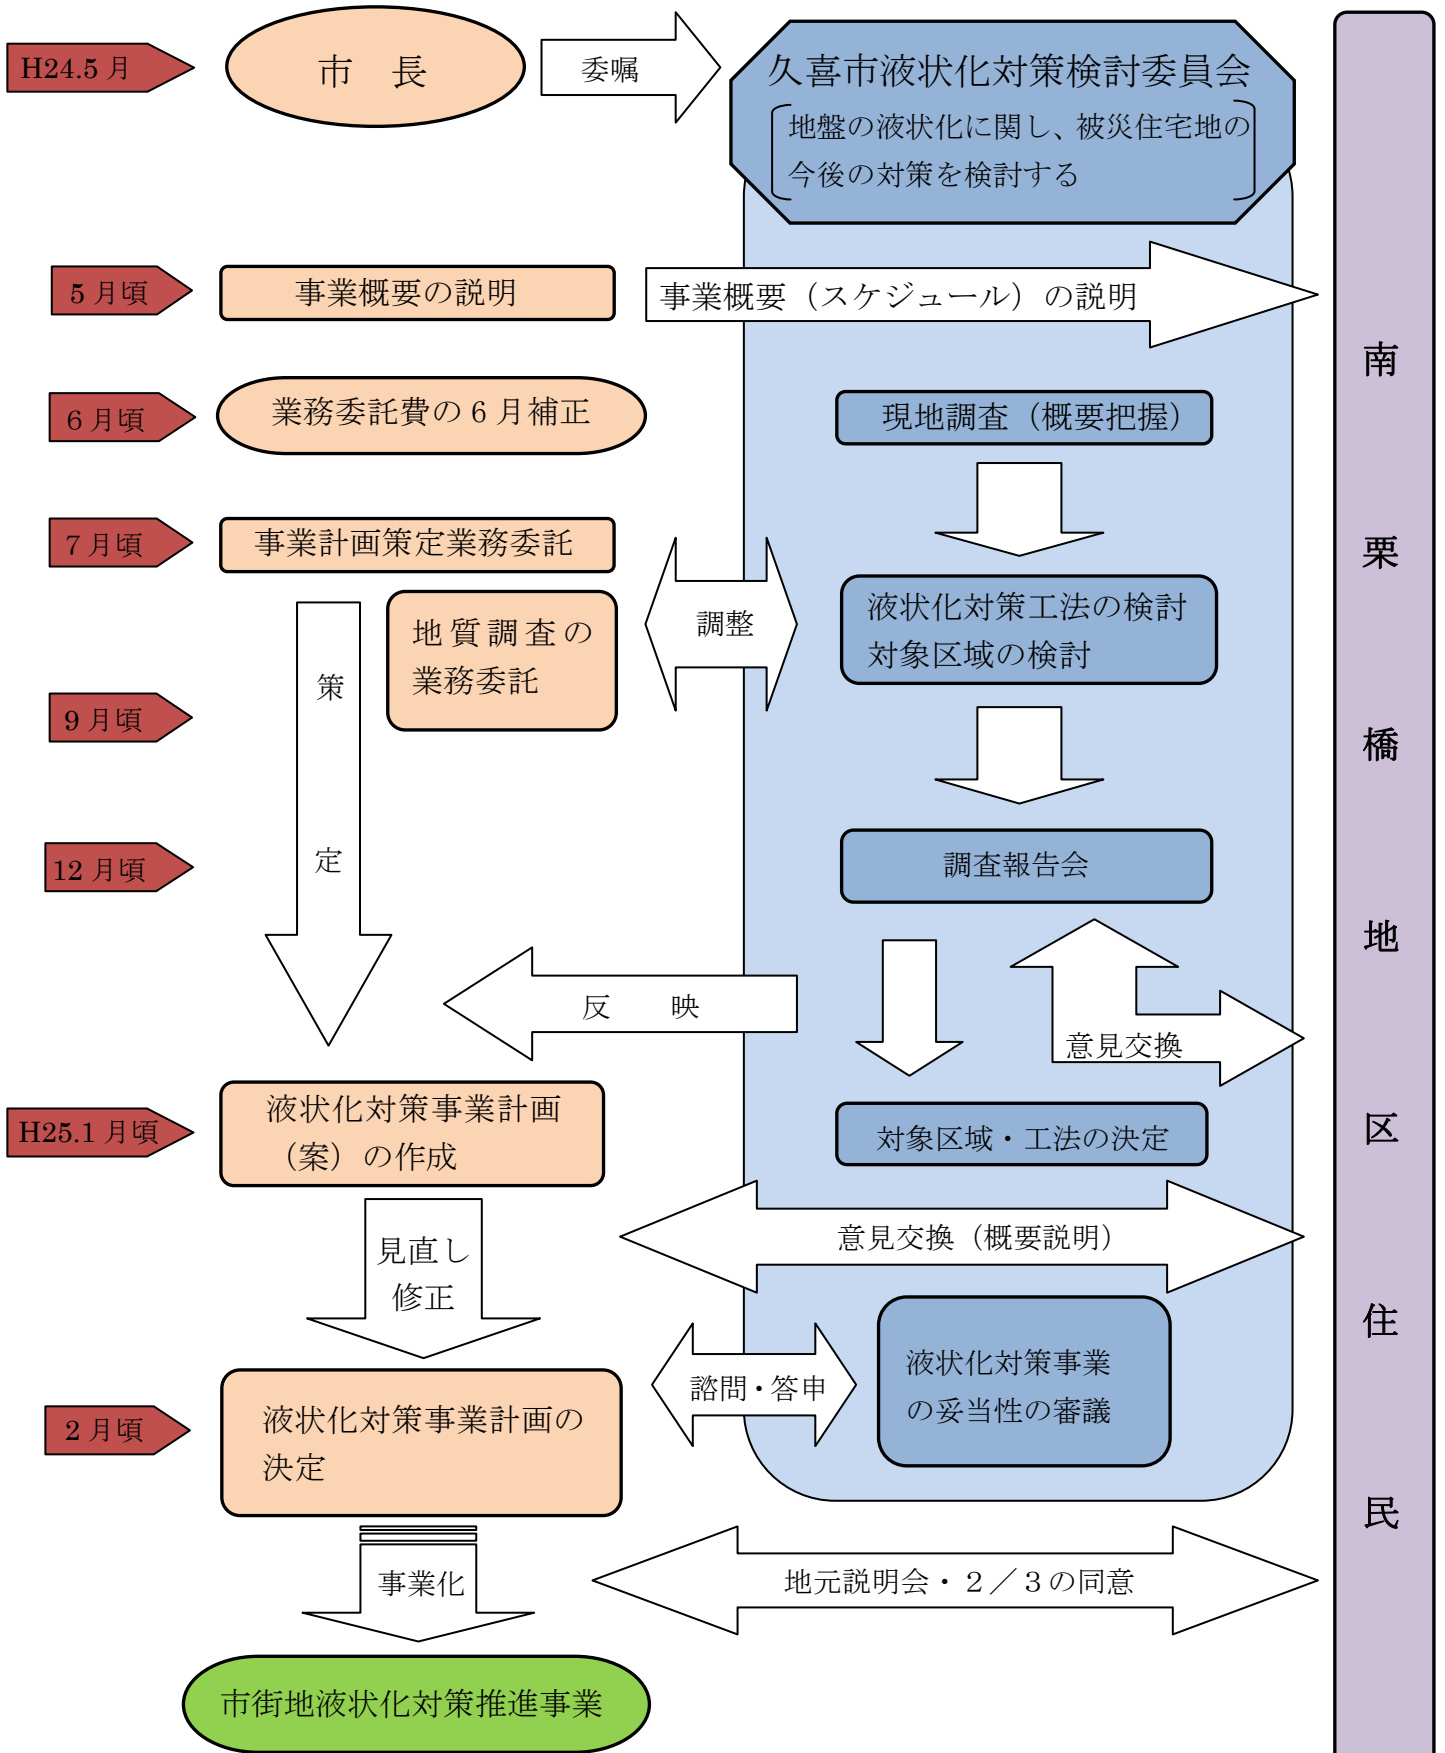 H24.5 月
市　長
委嘱
久喜市液状化対策検討委員会
地盤の液状化に関し、被災住宅地の
今後の対策を検討する
5 月頃
事業概要の説明
事業概要（スケジュール）の説明
6 月頃
業務委託費の 6 月補正
現地調査（概要把握）
7 月頃
事業計画策定業務委託
地質調査の
業務委託
調整
液状化対策工法の検討
対象区域の検討
策定
9 月頃
12 月頃
調査報告会
反　映
意見交換
H25.1 月頃
液状化対策事業計画
（案）の作成
対象区域・工法の決定
見直し
修正
意見交換（概要説明）
2 月頃
液状化対策事業計画の
決定
諮問・答申
液状化対策事業
の妥当性の審議
事業化
地元説明会・２／３の同意
市街地液状化対策推進事業
南栗橋地区住民